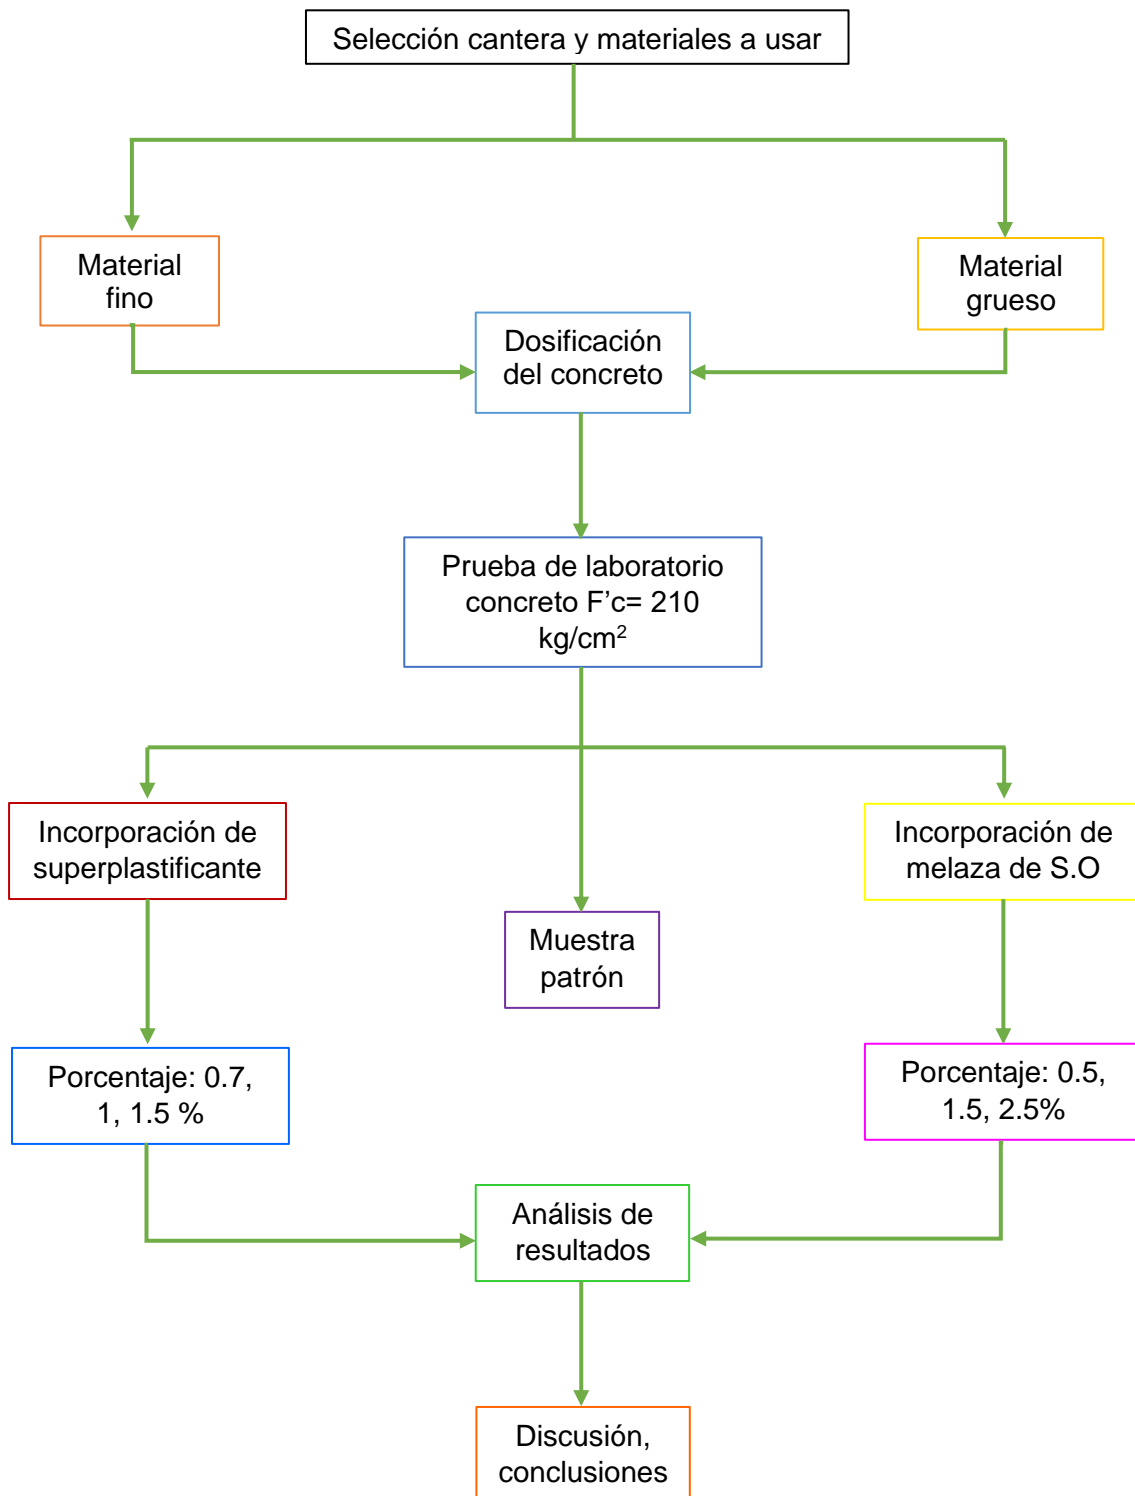 Selección cantera y materiales a usar
Material
fino
Material
grueso
Dosificación
del concreto
Prueba de laboratorio
concreto F’c= 210
kg/cm²
Incorporación de
superplastificante
Incorporación de
melaza de S.O
Muestra
patrón
Porcentaje: 0.7,
1, 1.5 %
Porcentaje: 0.5,
1.5, 2.5%
Análisis de
resultados
Discusión,
conclusiones